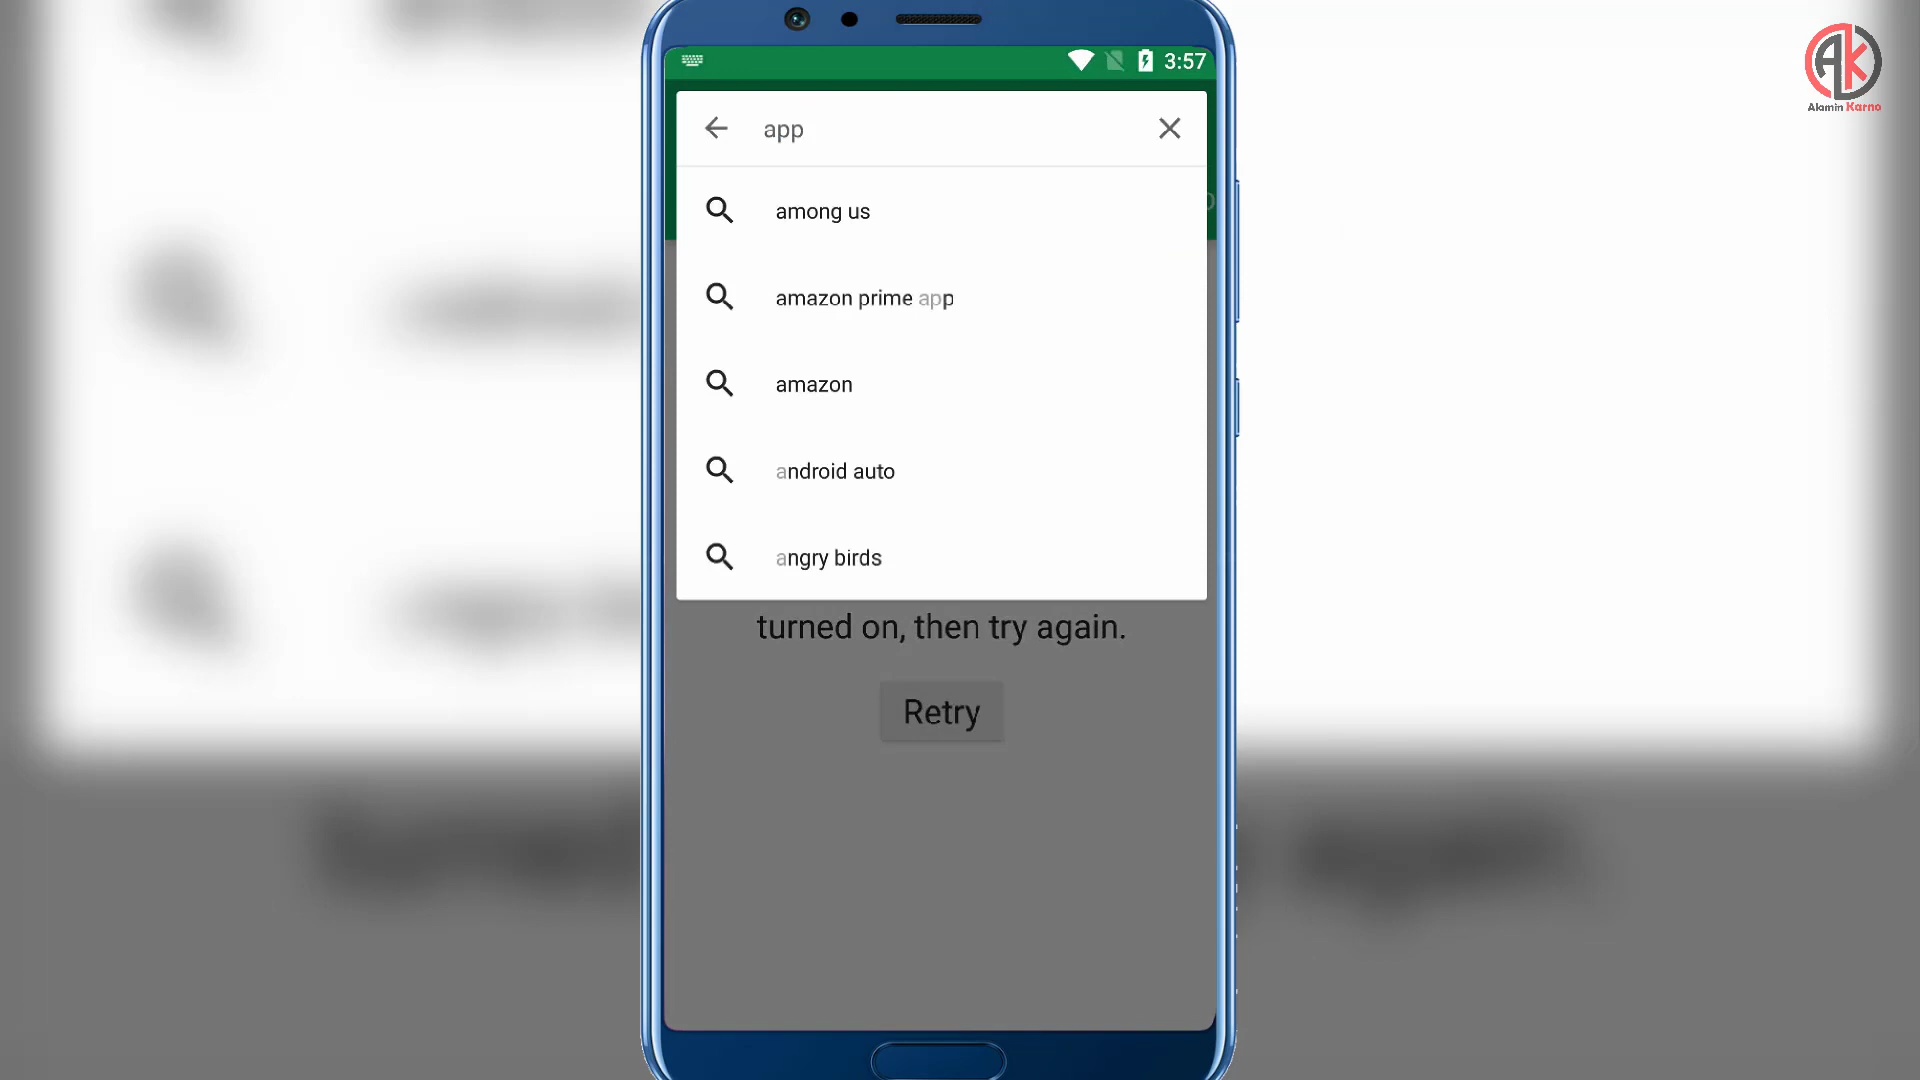 3:57
AK
Alamin Karno
app
among us
amazon prime app
amazon
android auto
angry birds
turned on, then try again.
Retry